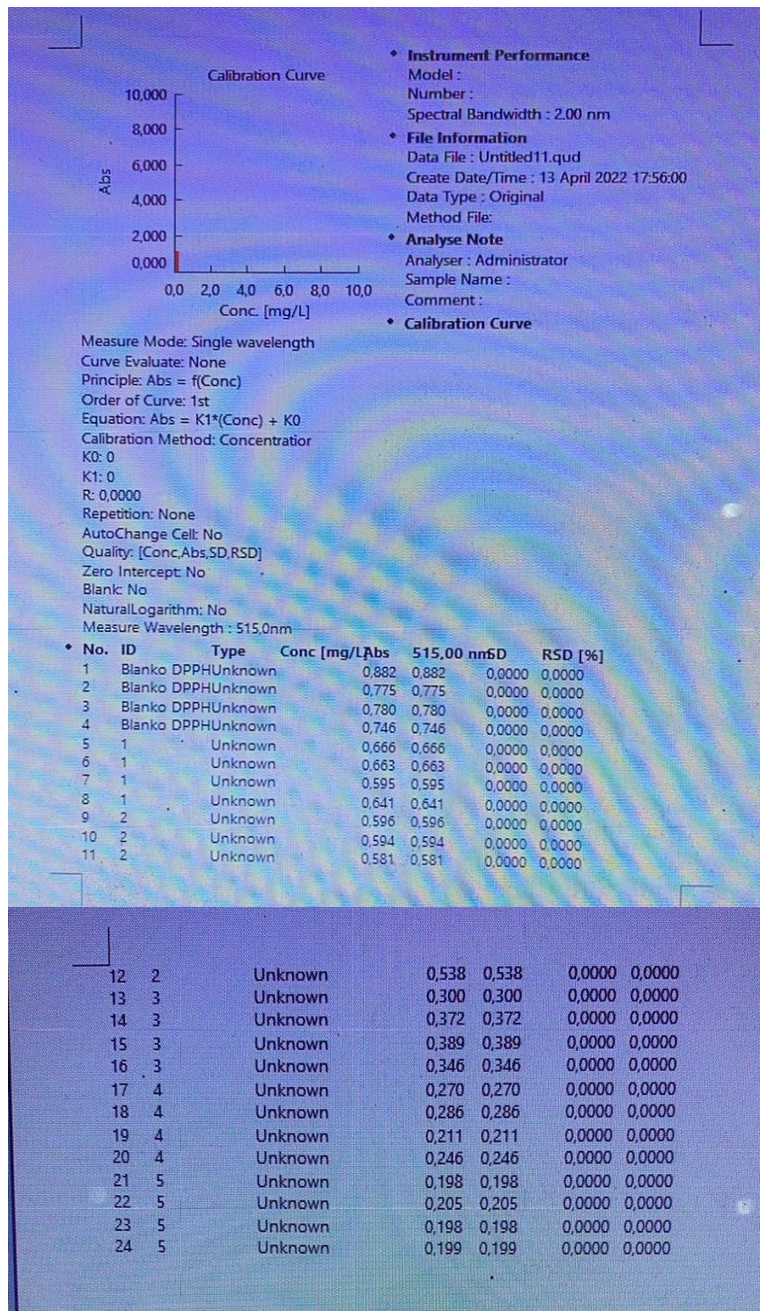 Calibration Curve
10,000
8,000
6,000
4,000
2,000
0,000
Abs
0,0 2,0 4,0 6,0 8,0 10,0
Conc. [mg/L]
Instrument Performance
Model :
Number :
Spectral Bandwidth : 2.00 nm
File Information
Data File : Untitled11.qud
Create Date/Time : 13 April 2022 17:56:00
Data Type : Original
Method File:
Analyse Note
Analyser : Administrator
Sample Name :
Comment :
Calibration Curve
Measure Mode: Single wavelength
Curve Evaluate: None
Principle: Abs = f(Conc)
Order of Curve: 1st
Equation: Abs = K1*(Conc) + K0
Calibration Method: Concentratior
K0: 0
K1: 0
R: 0,0000
Repetition: None
AutoChange Cell: No
Quality: [Conc,Abs,SD,RSD]
Zero Intercept: No
Blank: No
NaturalLogarithm: No
Measure Wavelength : 515,0nm
No. ID Type Conc [mg/L]Abs 515,00 nmSD RSD [%]
1 Blanko DPPHUnknown 0,882 0,882 0,0000 0,0000
2 Blanko DPPHUnknown 0,775 0,775 0,0000 0,0000
3 Blanko DPPHUnknown 0,780 0,780 0,0000 0,0000
4 Blanko DPPHUnknown 0,746 0,746 0,0000 0,0000
5 1 Unknown 0,666 0,666 0,0000 0,0000
6 1 Unknown 0,663 0,663 0,0000 0,0000
7 1 Unknown 0,595 0,595 0,0000 0,0000
8 1 Unknown 0,641 0,641 0,0000 0,0000
9 2 Unknown 0,596 0,596 0,0000 0,0000
10 2 Unknown 0,594 0,594 0,0000 0,0000
11 2 Unknown 0,581 0,581 0,0000 0,0000
12 2 Unknown 0,538 0,538 0,0000 0,0000
13 3 Unknown 0,300 0,300 0,0000 0,0000
14 3 Unknown 0,372 0,372 0,0000 0,0000
15 3 Unknown 0,389 0,389 0,0000 0,0000
16 3 Unknown 0,346 0,346 0,0000 0,0000
17 4 Unknown 0,270 0,270 0,0000 0,0000
18 4 Unknown 0,286 0,286 0,0000 0,0000
19 4 Unknown 0,211 0,211 0,0000 0,0000
20 4 Unknown 0,246 0,246 0,0000 0,0000
21 5 Unknown 0,198 0,198 0,0000 0,0000
22 5 Unknown 0,205 0,205 0,0000 0,0000
23 5 Unknown 0,198 0,198 0,0000 0,0000
24 5 Unknown 0,199 0,199 0,0000 0,0000